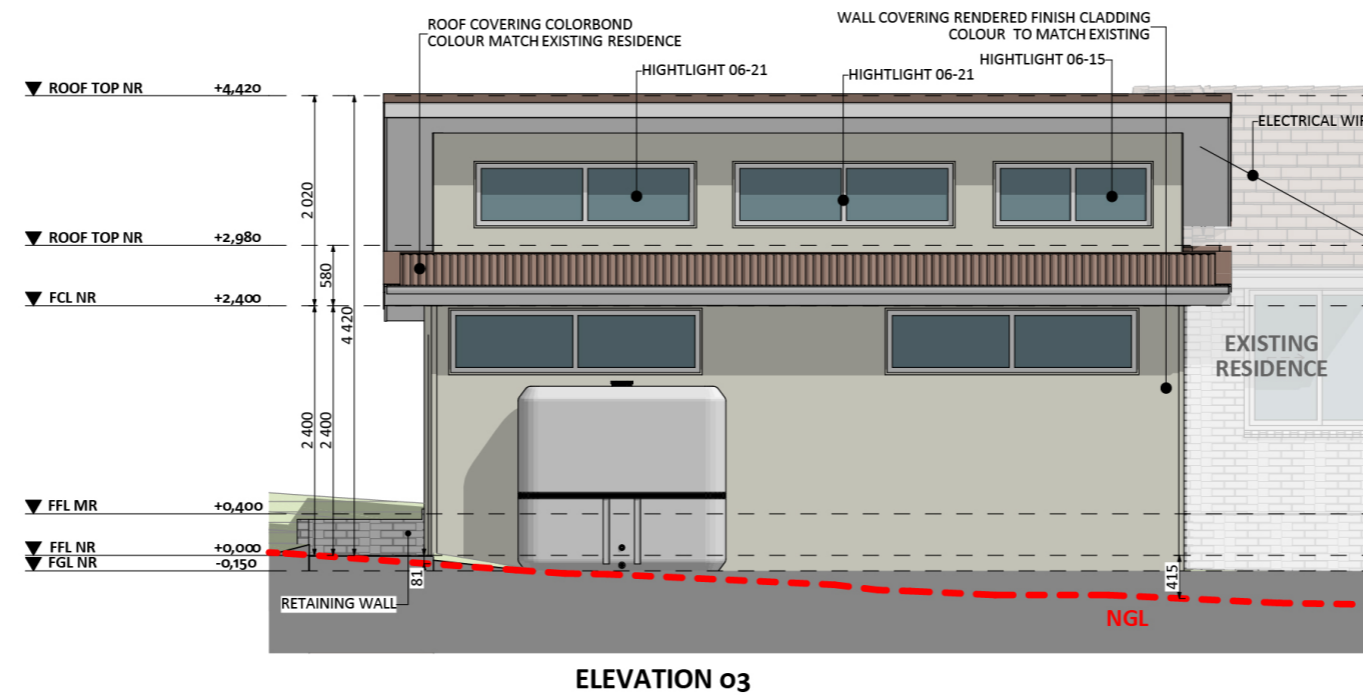 ROOF COVERING COLORBOND
COLOUR MATCH EXISTING RESIDENCE
WALL COVERING RENDERED FINISH CLADDING
COLOUR TO MATCH EXISTING
HIGHTLIGHT 06-21
HIGHTLIGHT 06-21
HIGHTLIGHT 06-15
ROOF TOP NR +4,420
ELECTRICAL WIR
2 020
ROOF TOP NR +2,980
580
FCL NR +2,400
4 420
EXISTING
RESIDENCE
2 400
2 400
FFL MR +0,400
FFL NR +0,000
FGL NR -0,150
81
415
RETAINING WALL
NGL
ELEVATION 03